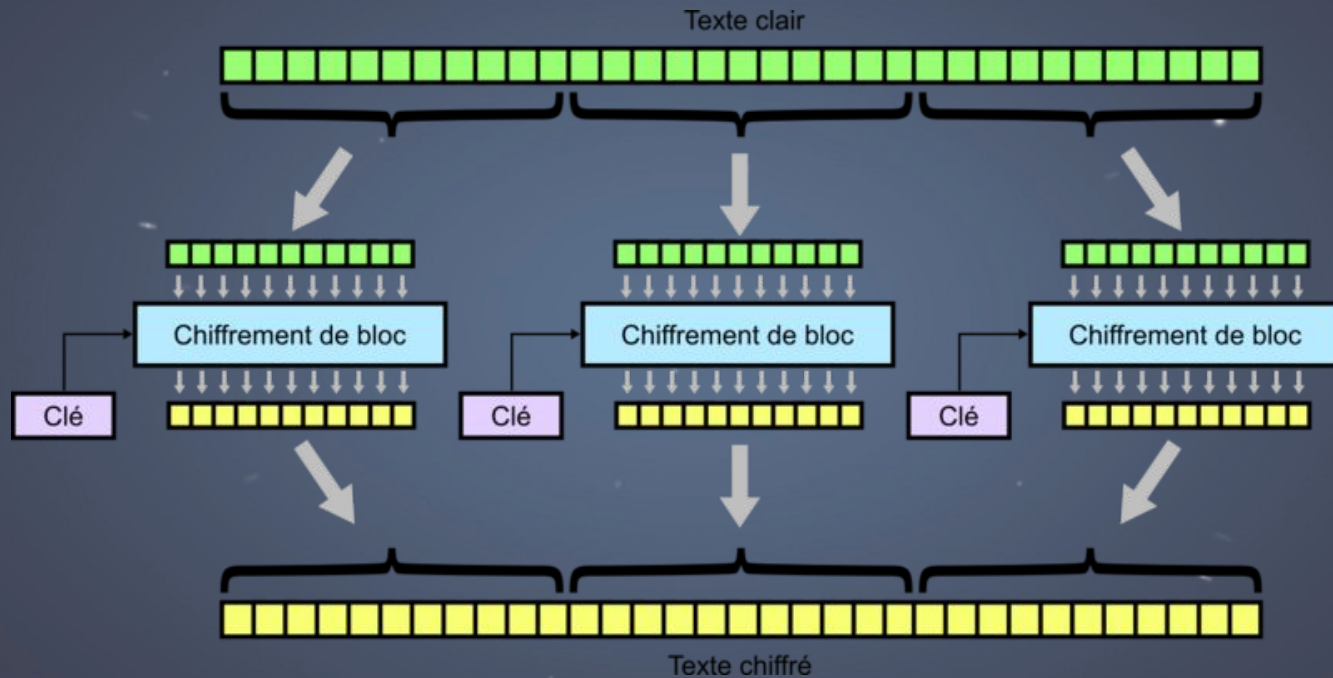 Texte clair
Chiffrement de bloc
Chiffrement de bloc
Chiffrement de bloc
Clé
Clé
Clé
Texte chiffré